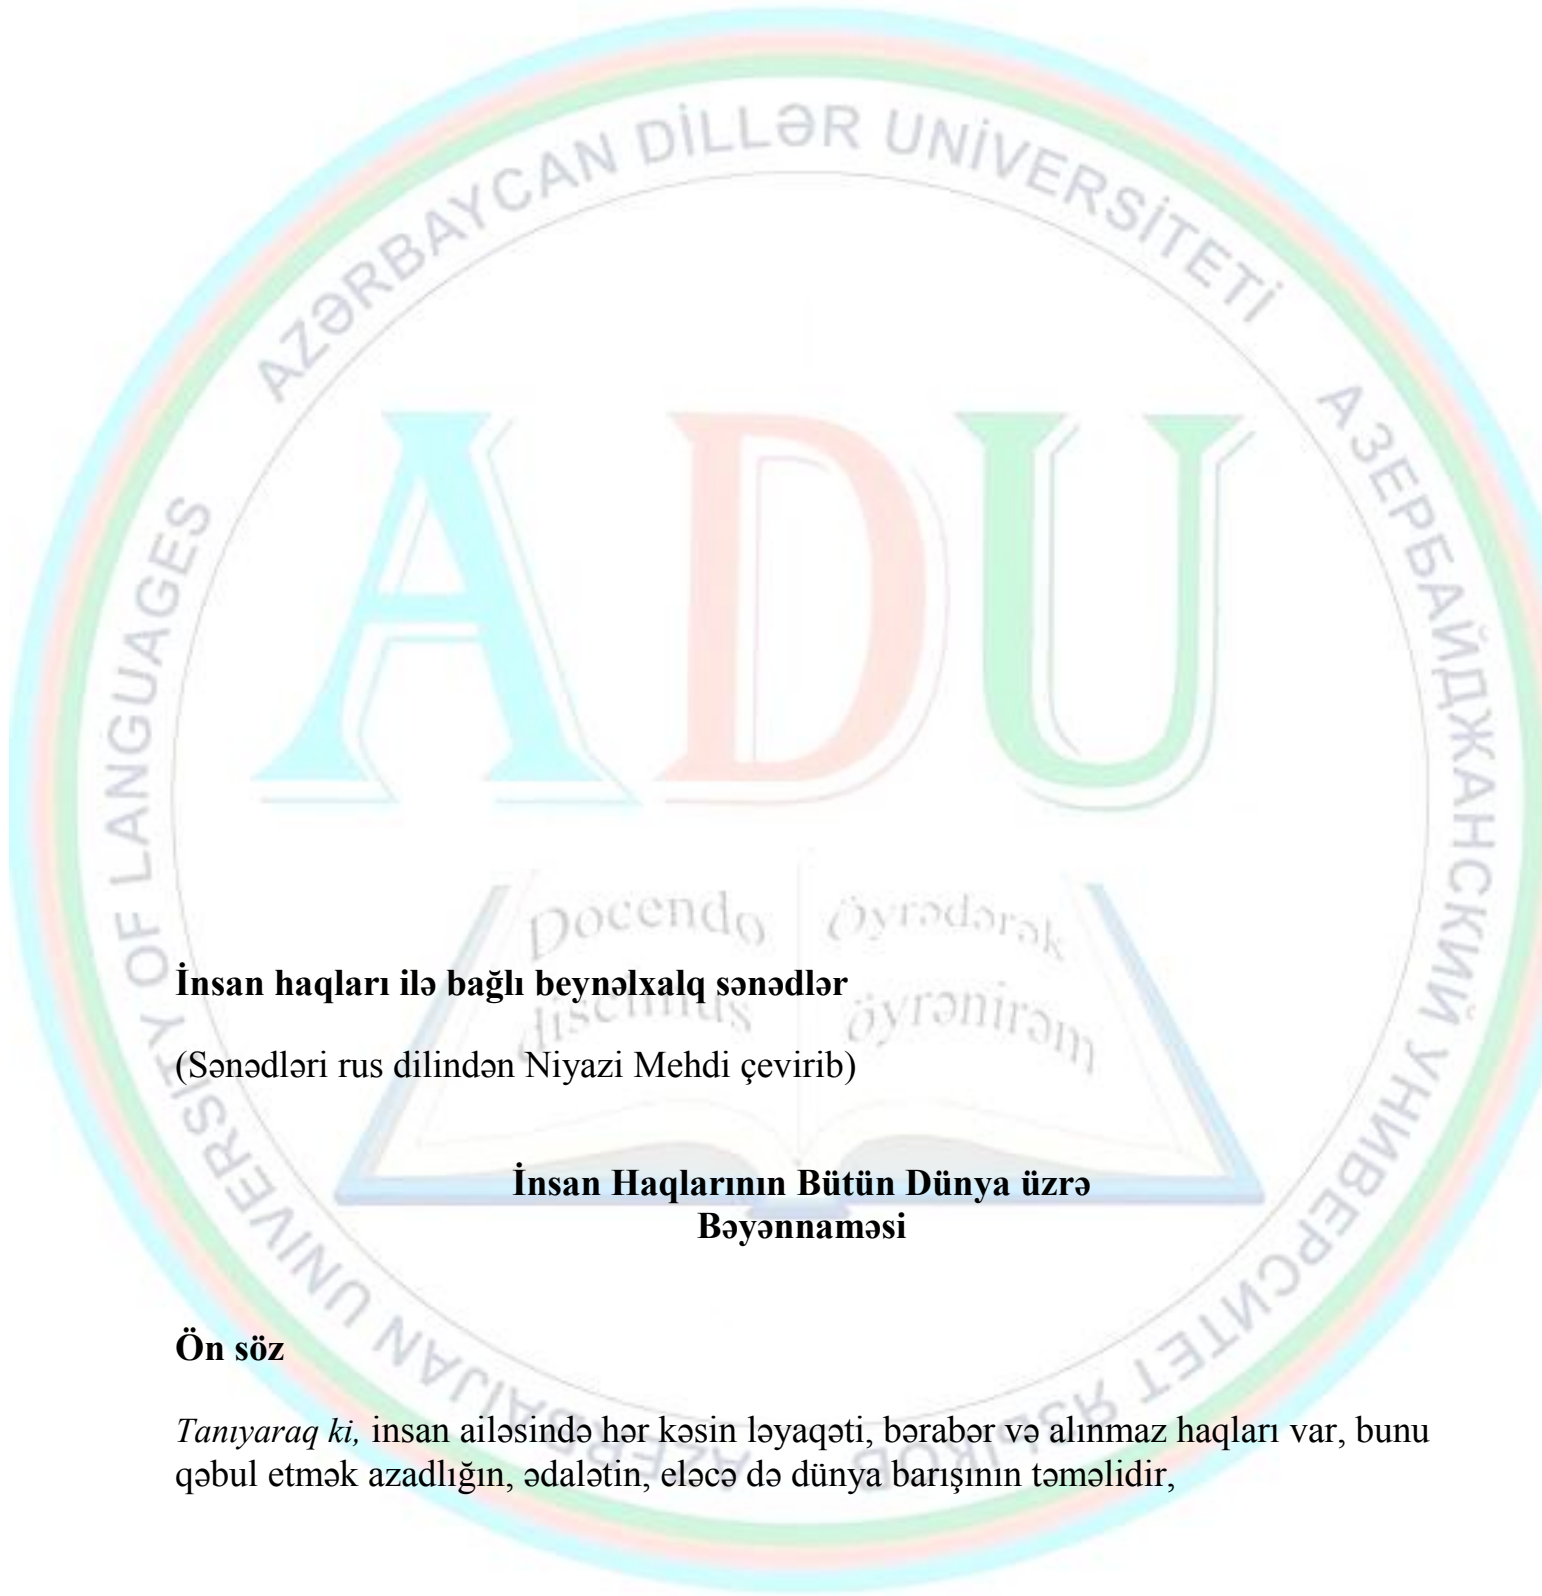 AZƏRBAYCAN DİLLƏR UNİVERSİTETİ
АЗЕРБАЙДЖАНСКИЙ УНИВЕРСИТЕТ ЯЗЫКОВ
AZERBAIJAN UNIVERSITY OF LANGUAGES
ADU
Docendo
discimus
Öyrədərək
öyrənirəm
İnsan haqları ilə bağlı beynəlxalq sənədlər
(Sənədləri rus dilindən Niyazi Mehdi çevirib)
İnsan Haqlarının Bütün Dünya üzrə
Bəyənnaməsi
Ön söz
Tanıyaraq ki, insan ailəsində hər kəsin ləyaqəti, bərabər və alınmaz haqları var, bunu
qəbul etmək azadlığın, ədalətin, eləcə də dünya barışının təməlidir,